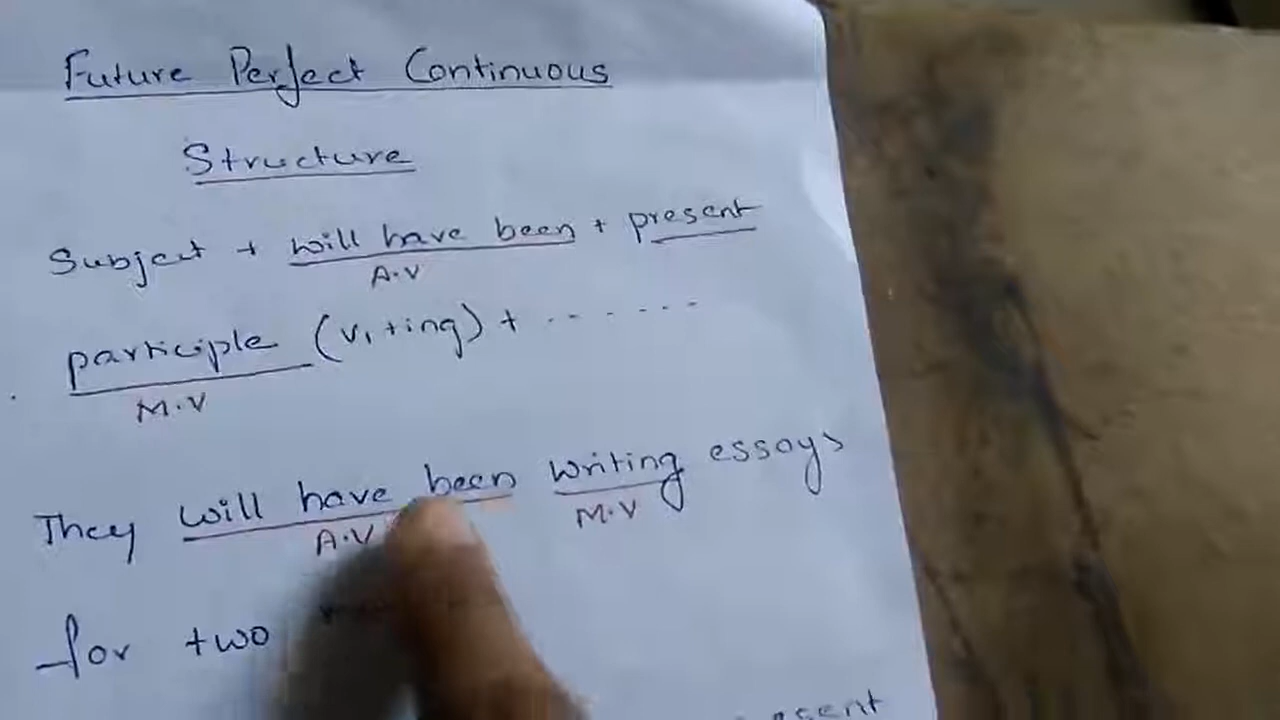 Future Perfect Continuous
Structure
Subject + will have been + present
A.V
participle (V₁+ing) + .......
M.V
They will have been writing essays
A.V M.V
for two